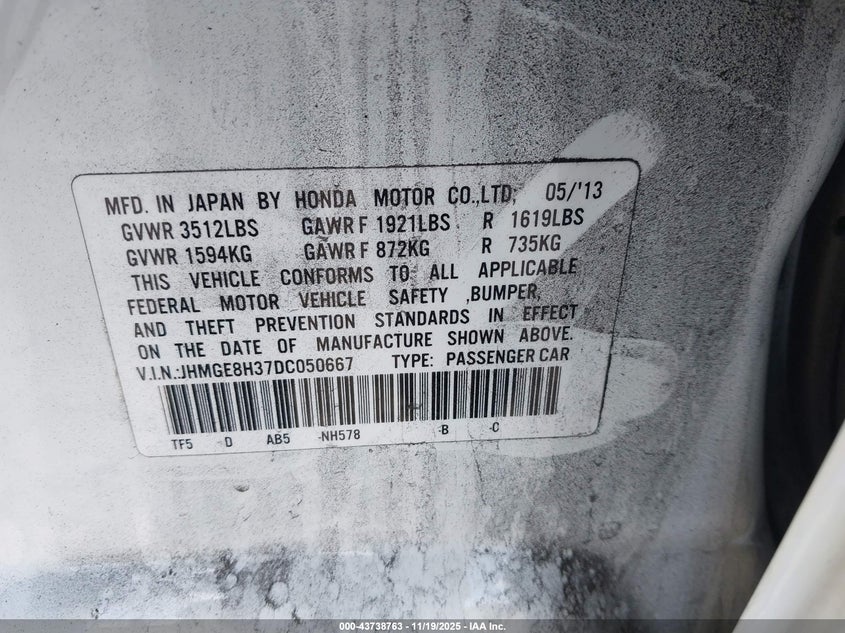 MFD. IN JAPAN BY HONDA MOTOR CO.,LTD, 05/'13
GVWR 3512LBS GAWR F 1921LBS R 1619LBS
GVWR 1594KG GAWR F 872KG R 735KG
THIS VEHICLE CONFORMS TO ALL APPLICABLE
FEDERAL MOTOR VEHICLE SAFETY ,BUMPER,
AND THEFT PREVENTION STANDARDS IN EFFECT
ON THE DATE OF MANUFACTURE SHOWN ABOVE.
V.I.N.:JHMGE8H37DC050667 TYPE: PASSENGER CAR
TF5 -D AB5 -NH578 -B -C
000-43738763 - 11/19/2025 - IAA Inc.